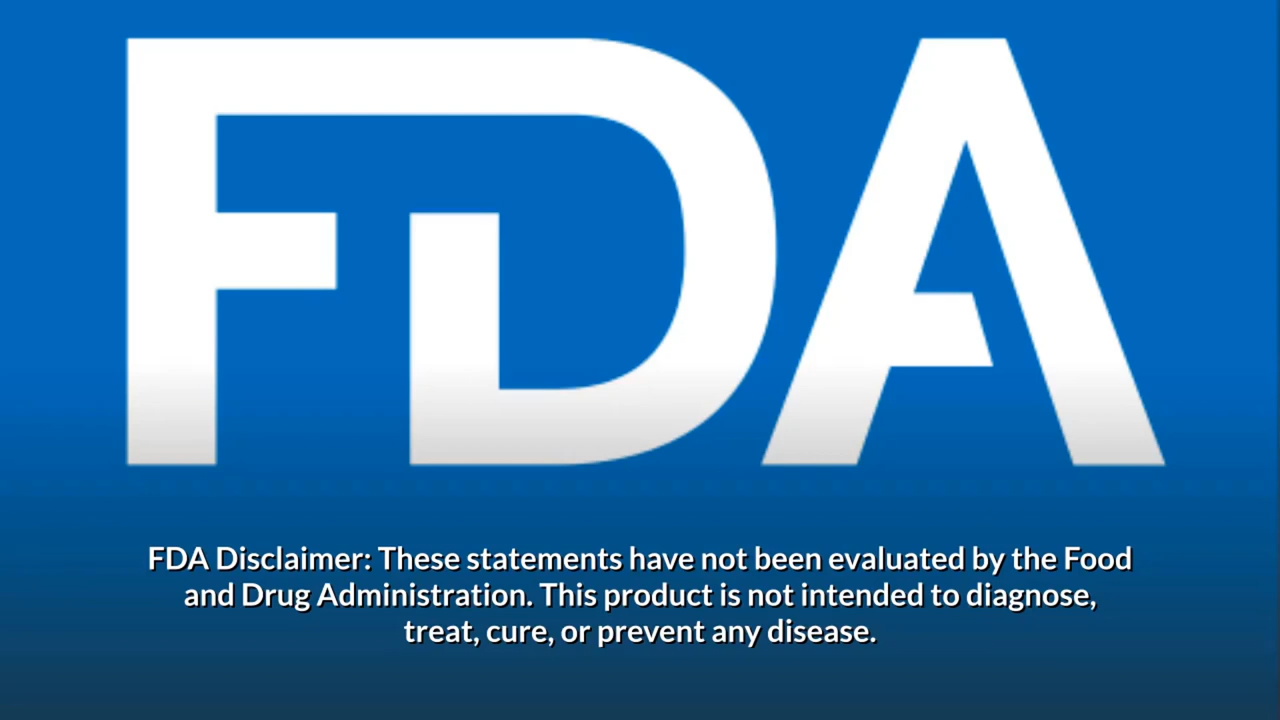 FDA
FDA Disclaimer: These statements have not been evaluated by the Food
and Drug Administration. This product is not intended to diagnose,
treat, cure, or prevent any disease.